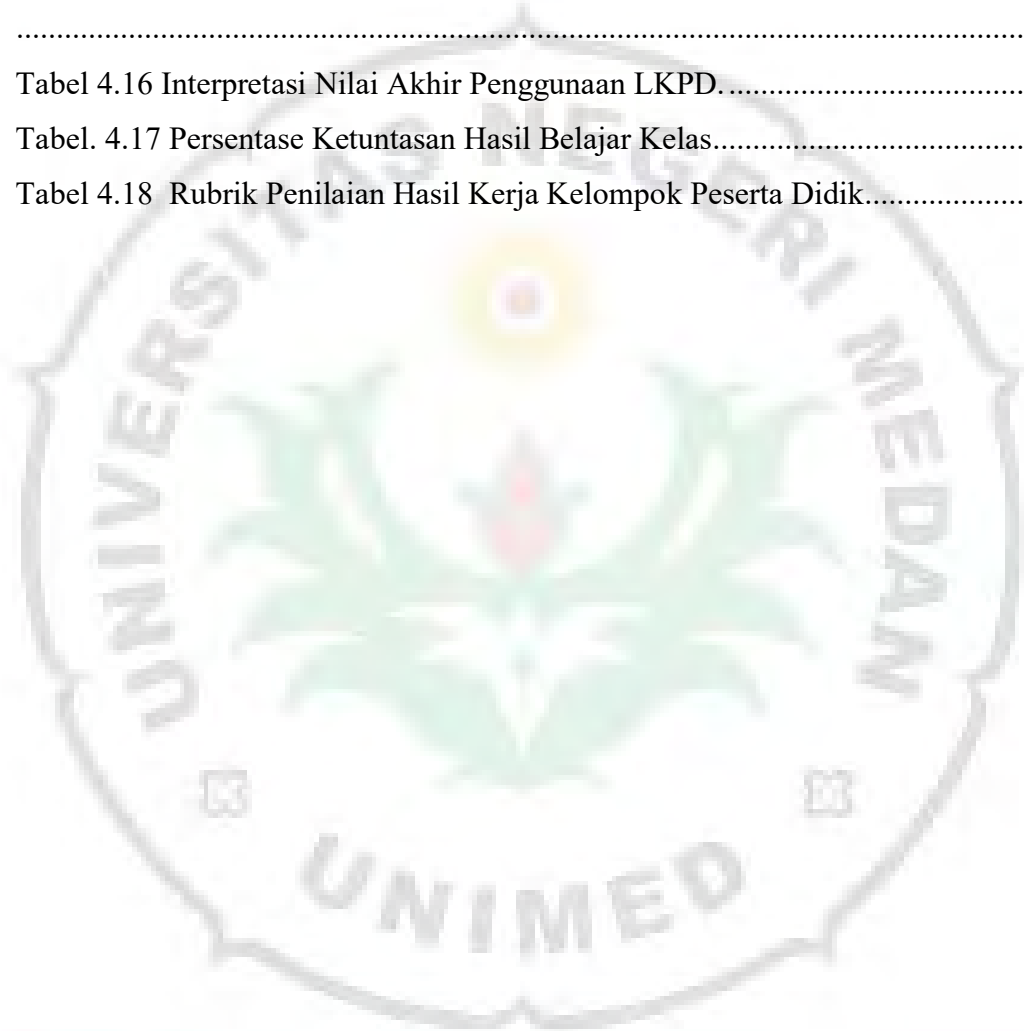 ................................................................................................................................
Tabel 4.16 Interpretasi Nilai Akhir Penggunaan LKPD. .....................................
Tabel. 4.17 Persentase Ketuntasan Hasil Belajar Kelas.......................................
Tabel 4.18  Rubrik Penilaian Hasil Kerja Kelompok Peserta Didik....................
UNIVERSITAS NEGERI MEDAN
UNIMED